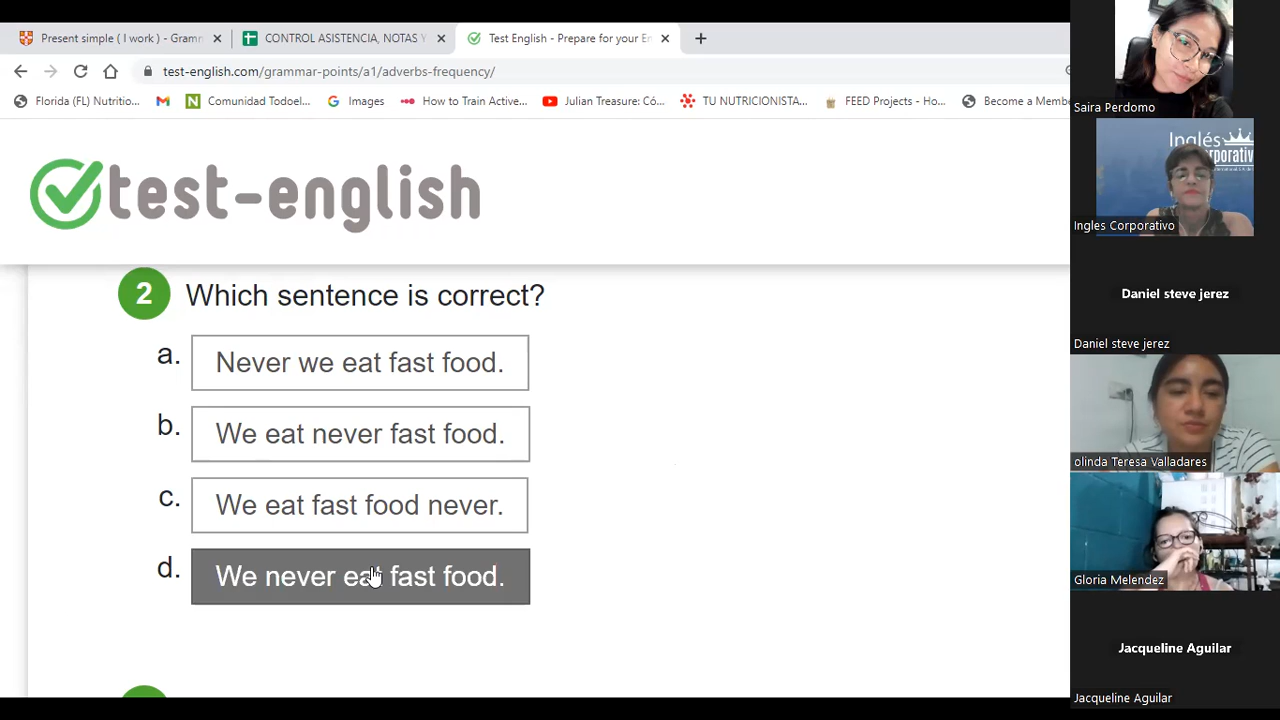 Present simple ( I work ) - Gramm
CONTROL ASISTENCIA, NOTAS Y
Test English - Prepare for your En
test-english.com/grammar-points/a1/adverbs-frequency/
Florida (FL) Nutritio...
Comunidad Todoel...
Images
How to Train Active...
Julian Treasure: Có...
TU NUTRICIONISTA...
FEED Projects - Ho...
Become a Membe
test-english
2 Which sentence is correct?
a. Never we eat fast food.
b. We eat never fast food.
c. We eat fast food never.
d. We never eat fast food.
Saira Perdomo
Inglés
Ingles Corporativo
Daniel steve jerez
Daniel steve jerez
olinda Teresa Valladares
Gloria Melendez
Jacqueline Aguilar
Jacqueline Aguilar